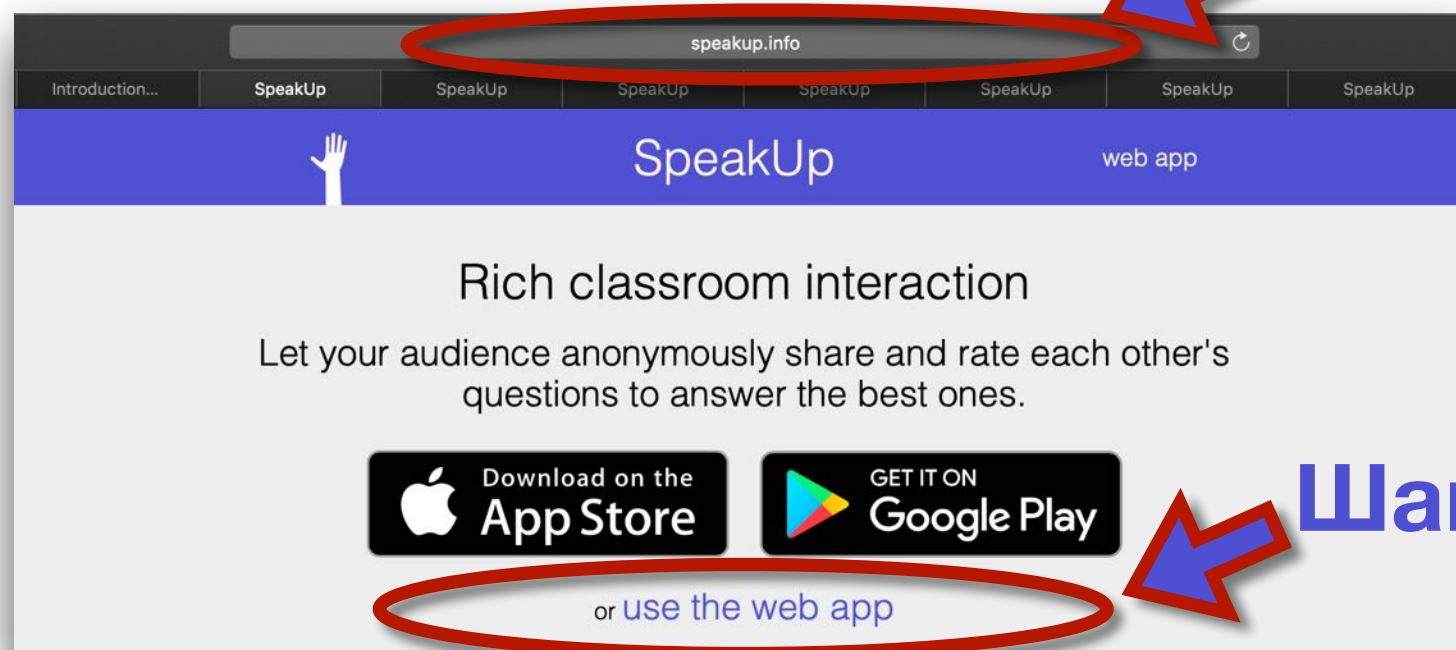 speakup.info
Introduction... SpeakUp SpeakUp SpeakUp SpeakUp SpeakUp SpeakUp SpeakUp
SpeakUp web app
Rich classroom interaction
Let your audience anonymously share and rate each other's
questions to answer the best ones.
Download on the
App Store
GET IT ON
Google Play
or use the web app